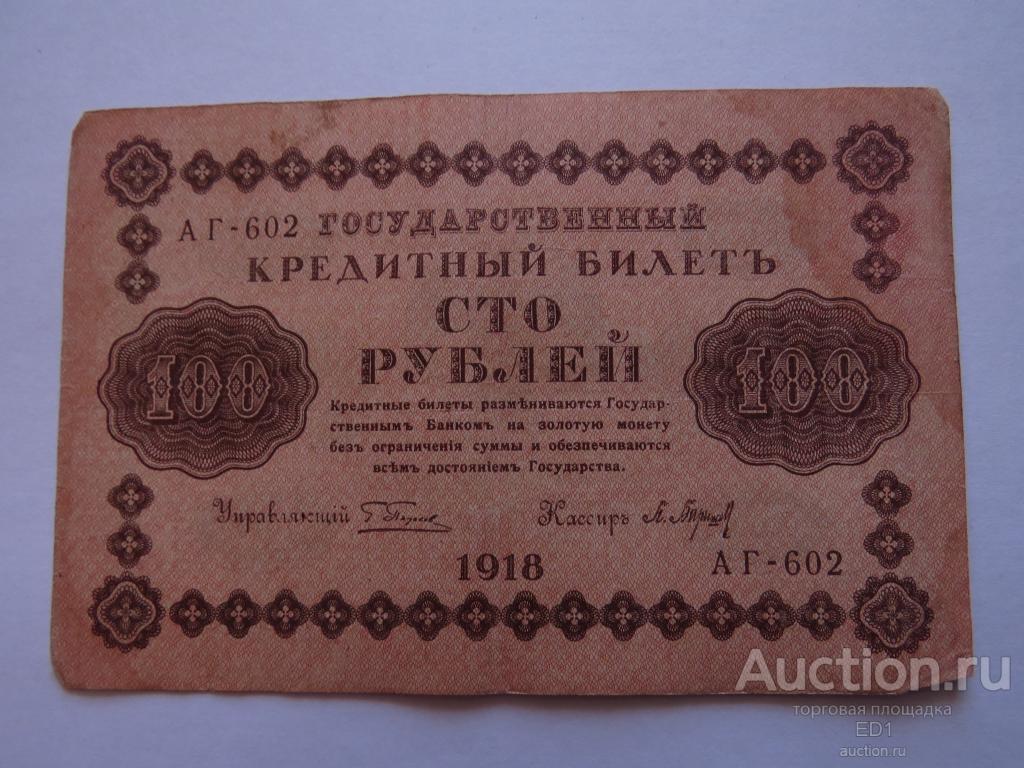 АГ-602 ГОСУДАРСТВЕННЫЙ
КРЕДИТНЫЙ БИЛЕТЪ
СТО
РУБЛЕЙ
100
100
Кредитные билеты размѣниваются Государ-
ственнымъ Банкомъ на золотую монету
безъ ограниченія суммы и обезпечиваются
всѣмъ достояніемъ Государства.
Управляющій
Кассиръ
1918
АГ-602
Auction.ru
торговая площадка
ED1
auction.ru